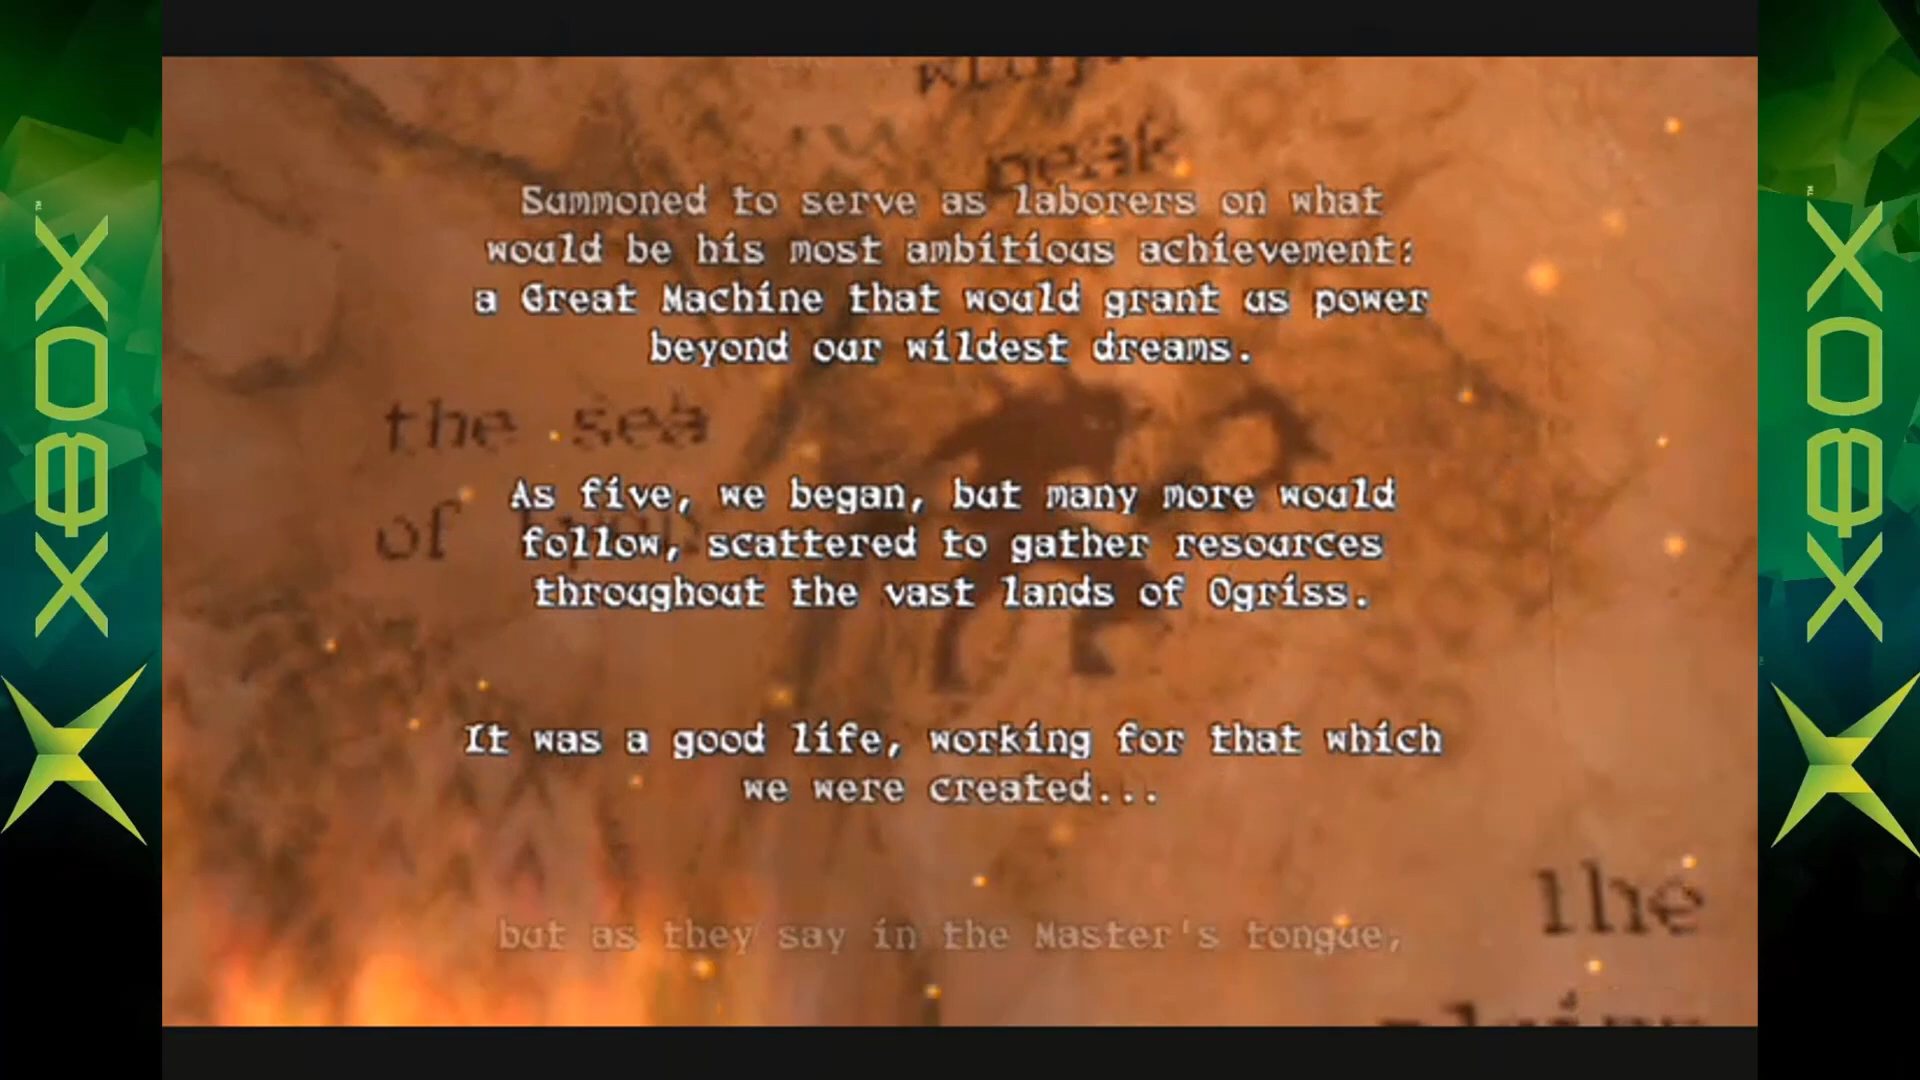 peak
Summoned to serve as laborers on what
would be his most ambitious achievement:
a Great Machine that would grant us power
beyond our wildest dreams.
the sea
As five, we began, but many more would
of
follow, scattered to gather resources
throughout the vast lands of Ogriss.
It was a good life, working for that which
we were created...
the
but as they say in the Master's tongue,
XBOX
XBOX